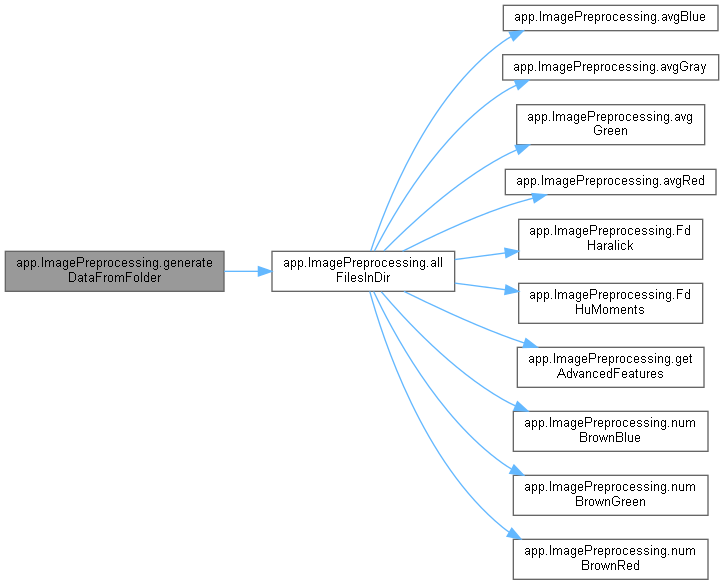 app.ImagePreprocessing.generate
DataFromFolder
app.ImagePreprocessing.all
FilesInDir
app.ImagePreprocessing.avgBlue
app.ImagePreprocessing.avgGray
app.ImagePreprocessing.avg
Green
app.ImagePreprocessing.avgRed
app.ImagePreprocessing.Fd
Haralick
app.ImagePreprocessing.Fd
HuMoments
app.ImagePreprocessing.get
AdvancedFeatures
app.ImagePreprocessing.num
BrownBlue
app.ImagePreprocessing.num
BrownGreen
app.ImagePreprocessing.num
BrownRed